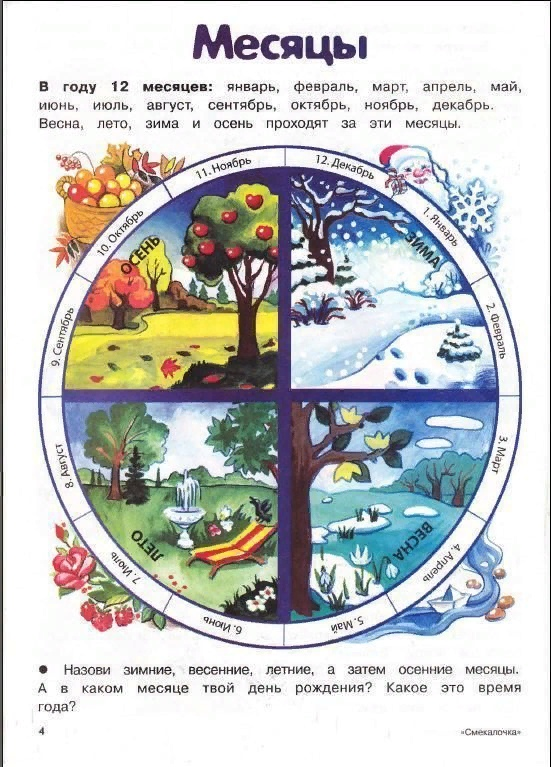 Месяцы
В году 12 месяцев: январь, февраль, март, апрель, май,
июнь, июль, август, сентябрь, октябрь, ноябрь, декабрь.
Весна, лето, зима и осень проходят за эти месяцы.
11. Ноябрь
12. Декабрь
10. Октябрь
1. Январь
ОСЕНЬ
ЗИМА
9. Сентябрь
2. Февраль
8. Август
3. Март
ЛЕТО
ВЕСНА
7. Июль
4. Апрель
6. Июнь
5. Май
● Назови зимние, весенние, летние, а затем осенние месяцы.
А в каком месяце твой день рождения? Какое это время
года?
4
«Смекалочка»